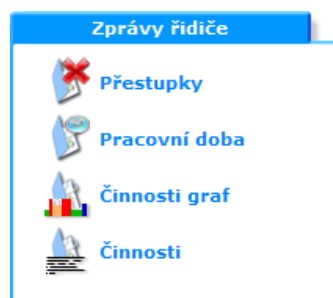 Zprávy řidiče
Přestupky
Pracovní doba
Činnosti graf
Činnosti